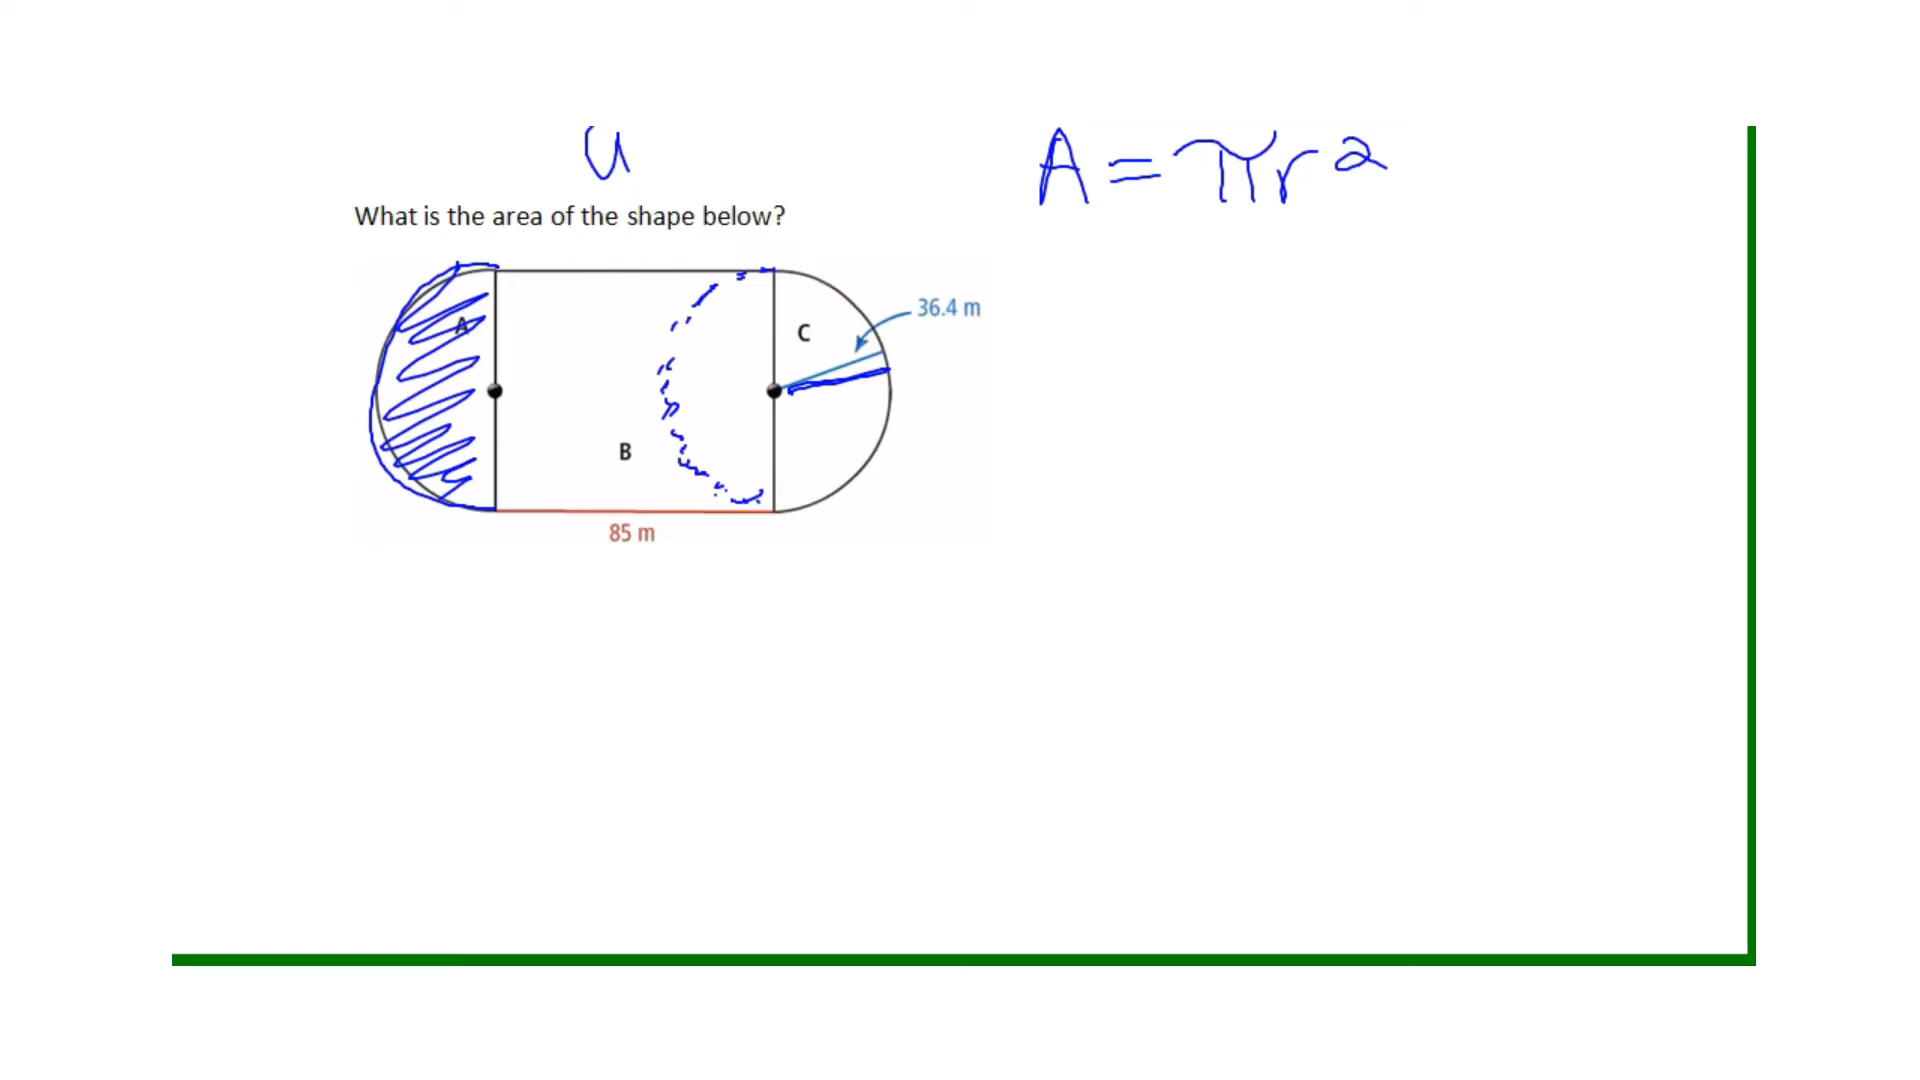 A = πr²
What is the area of the shape below?
A
C
36.4 m
B
85 m